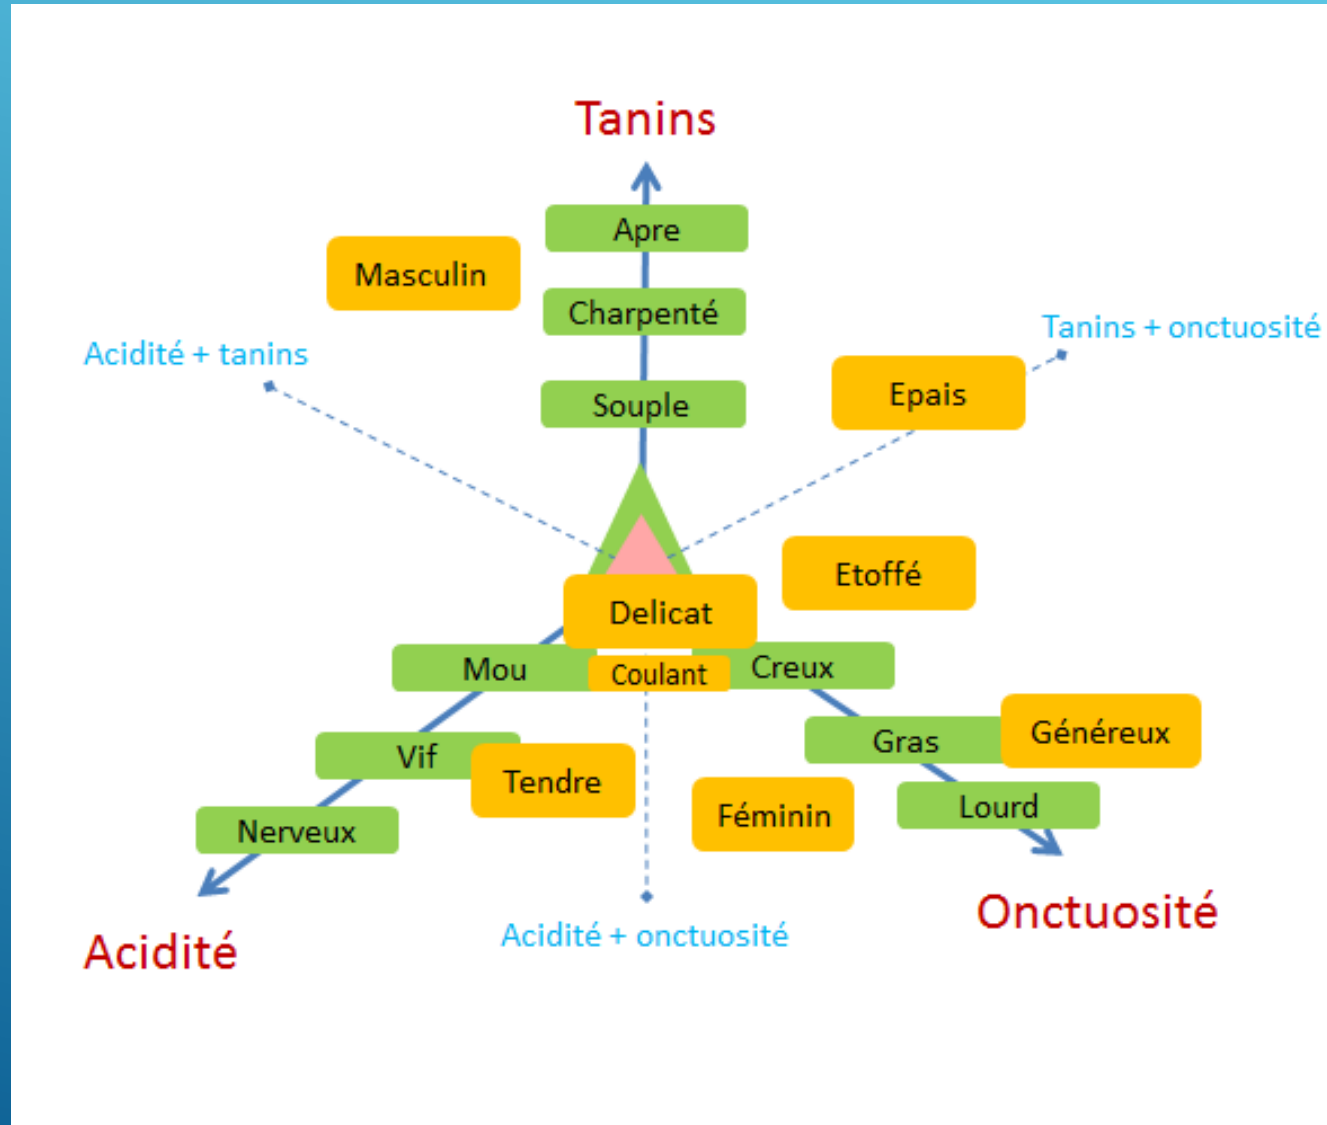 Tanins
Apre
Masculin
Charpenté
Tanins + onctuosité
Acidité + tanins
Epais
Souple
Etoffé
Delicat
Mou
Coulant
Creux
Vif
Gras
Généreux
Tendre
Féminin
Lourd
Nerveux
Onctuosité
Acidité + onctuosité
Acidité